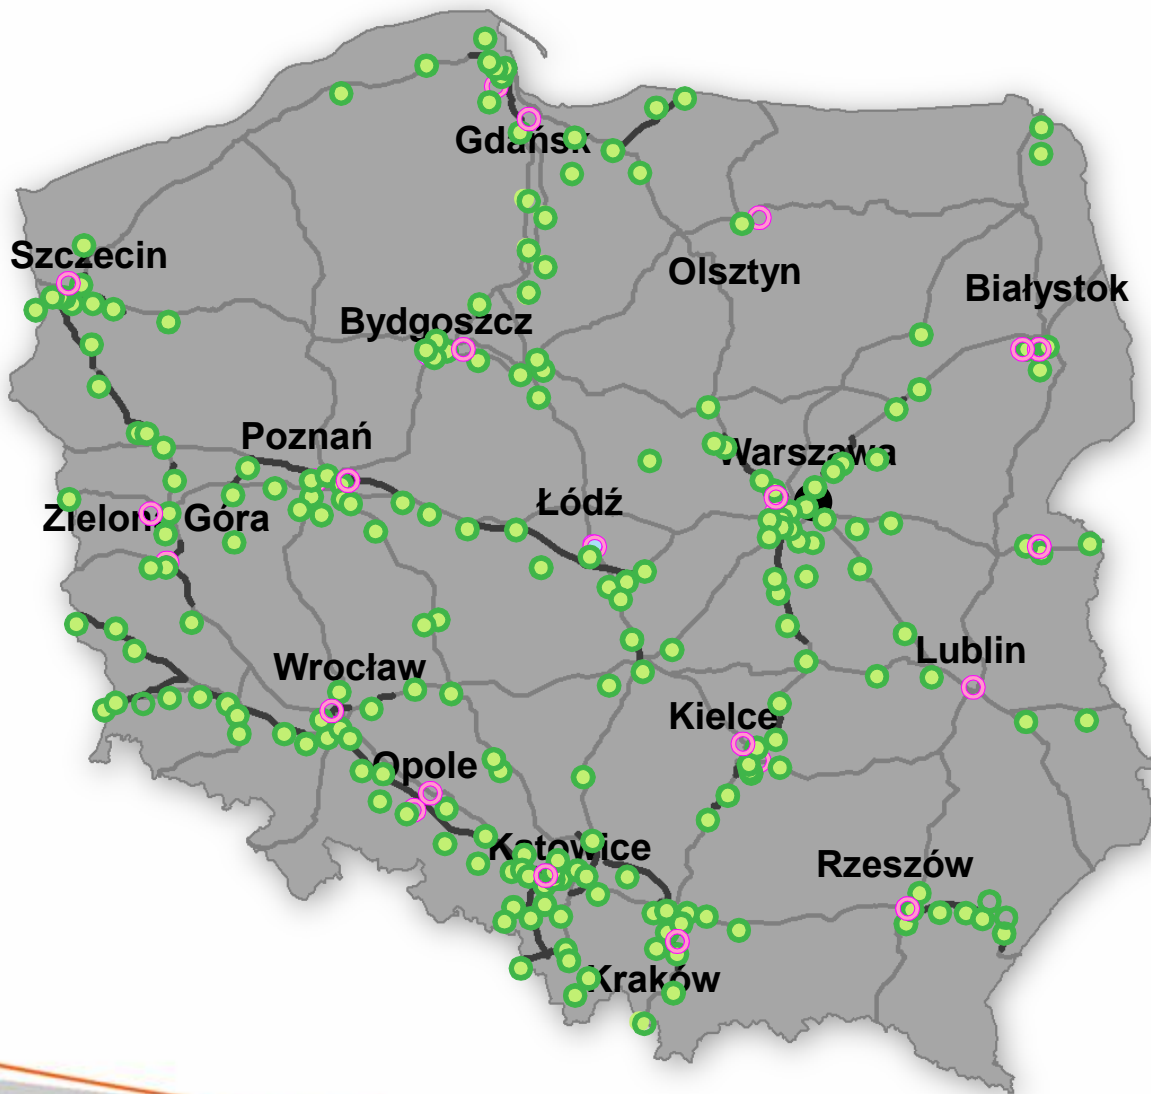 Gdańsk
Szczecin
Olsztyn
Białystok
Bydgoszcz
Poznań
Warszawa
Łódź
Zielona Góra
Lublin
Wrocław
Kielce
Opole
Katowice
Rzeszów
Kraków